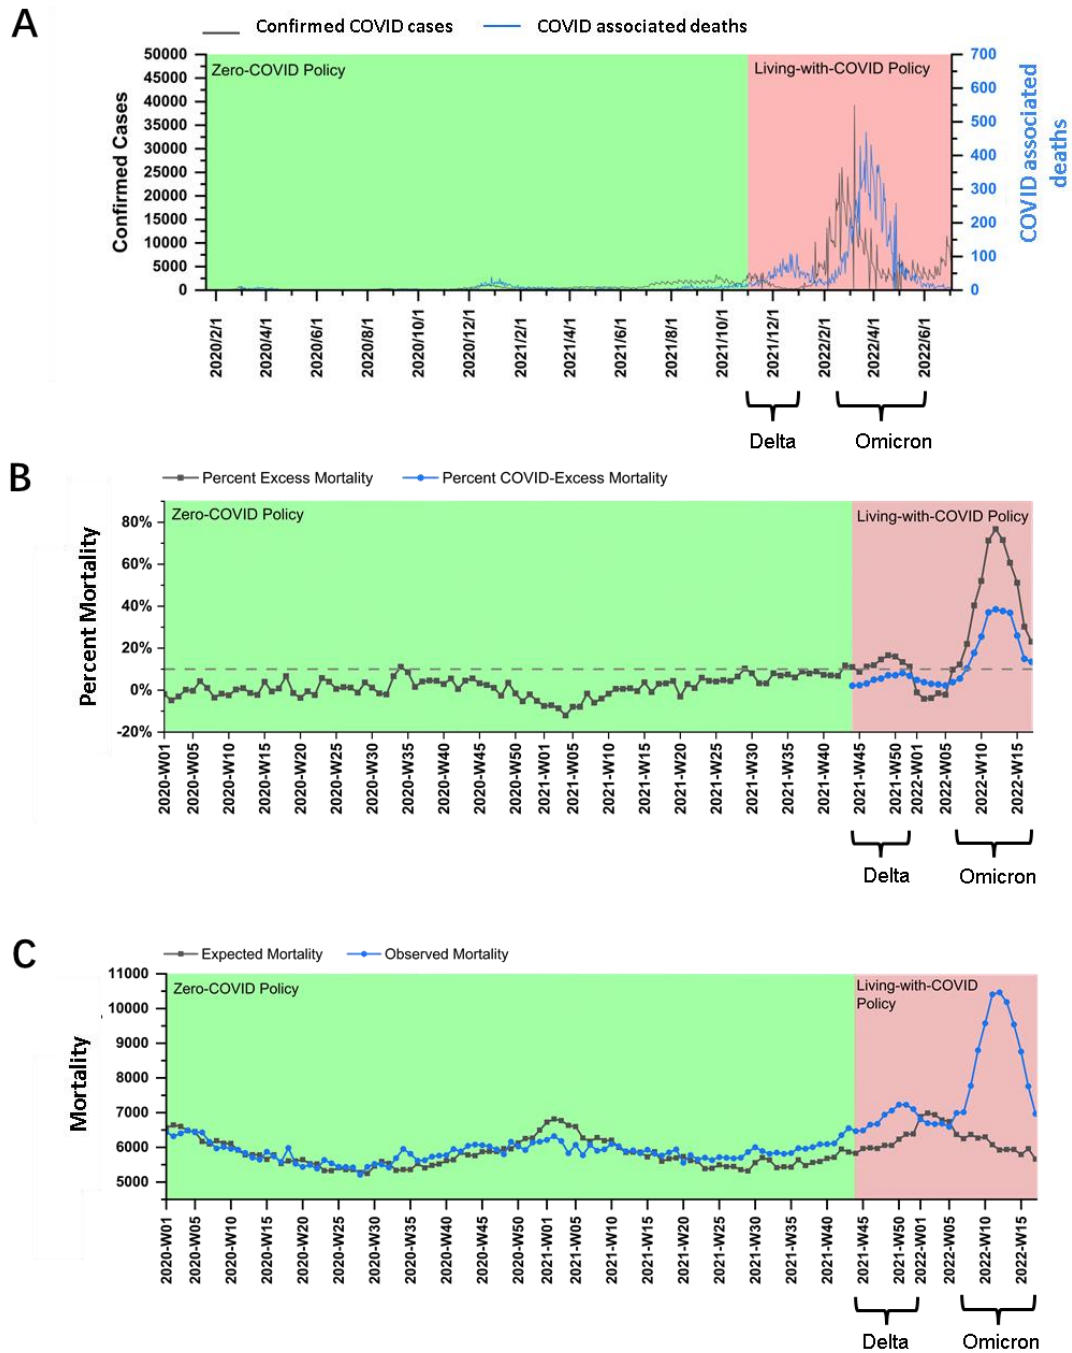 A
Confirmed COVID cases
COVID associated deaths
Zero-COVID Policy
Living-with-COVID Policy
50000
45000
40000
35000
30000
25000
20000
15000
10000
5000
0
Confirmed Cases
700
600
500
400
300
200
100
0
COVID associated
deaths
2020/2/1
2020/4/1
2020/6/1
2020/8/1
2020/10/1
2020/12/1
2021/2/1
2021/4/1
2021/6/1
2021/8/1
2021/10/1
2021/12/1
2022/2/1
2022/4/1
2022/6/1
Delta
Omicron
B
Percent Excess Mortality
Percent COVID-Excess Mortality
Zero-COVID Policy
Living-with-COVID Policy
80%
60%
40%
20%
0%
-20%
Percent Mortality
2020-W01
2020-W05
2020-W10
2020-W15
2020-W20
2020-W25
2020-W30
2020-W35
2020-W40
2020-W45
2020-W50
2021-W01
2021-W05
2021-W10
2021-W15
2021-W20
2021-W25
2021-W30
2021-W35
2021-W40
2021-W45
2021-W50
2022-W01
2022-W05
2022-W10
2022-W15
Delta
Omicron
C
Expected Mortality
Observed Mortality
Zero-COVID Policy
Living-with-COVID
Policy
11000
10000
9000
8000
7000
6000
5000
Mortality
2020-W01
2020-W05
2020-W10
2020-W15
2020-W20
2020-W25
2020-W30
2020-W35
2020-W40
2020-W45
2020-W50
2021-W01
2021-W05
2021-W10
2021-W15
2021-W20
2021-W25
2021-W30
2021-W35
2021-W40
2021-W45
2021-W50
2022-W01
2022-W05
2022-W10
2022-W15
Delta
Omicron